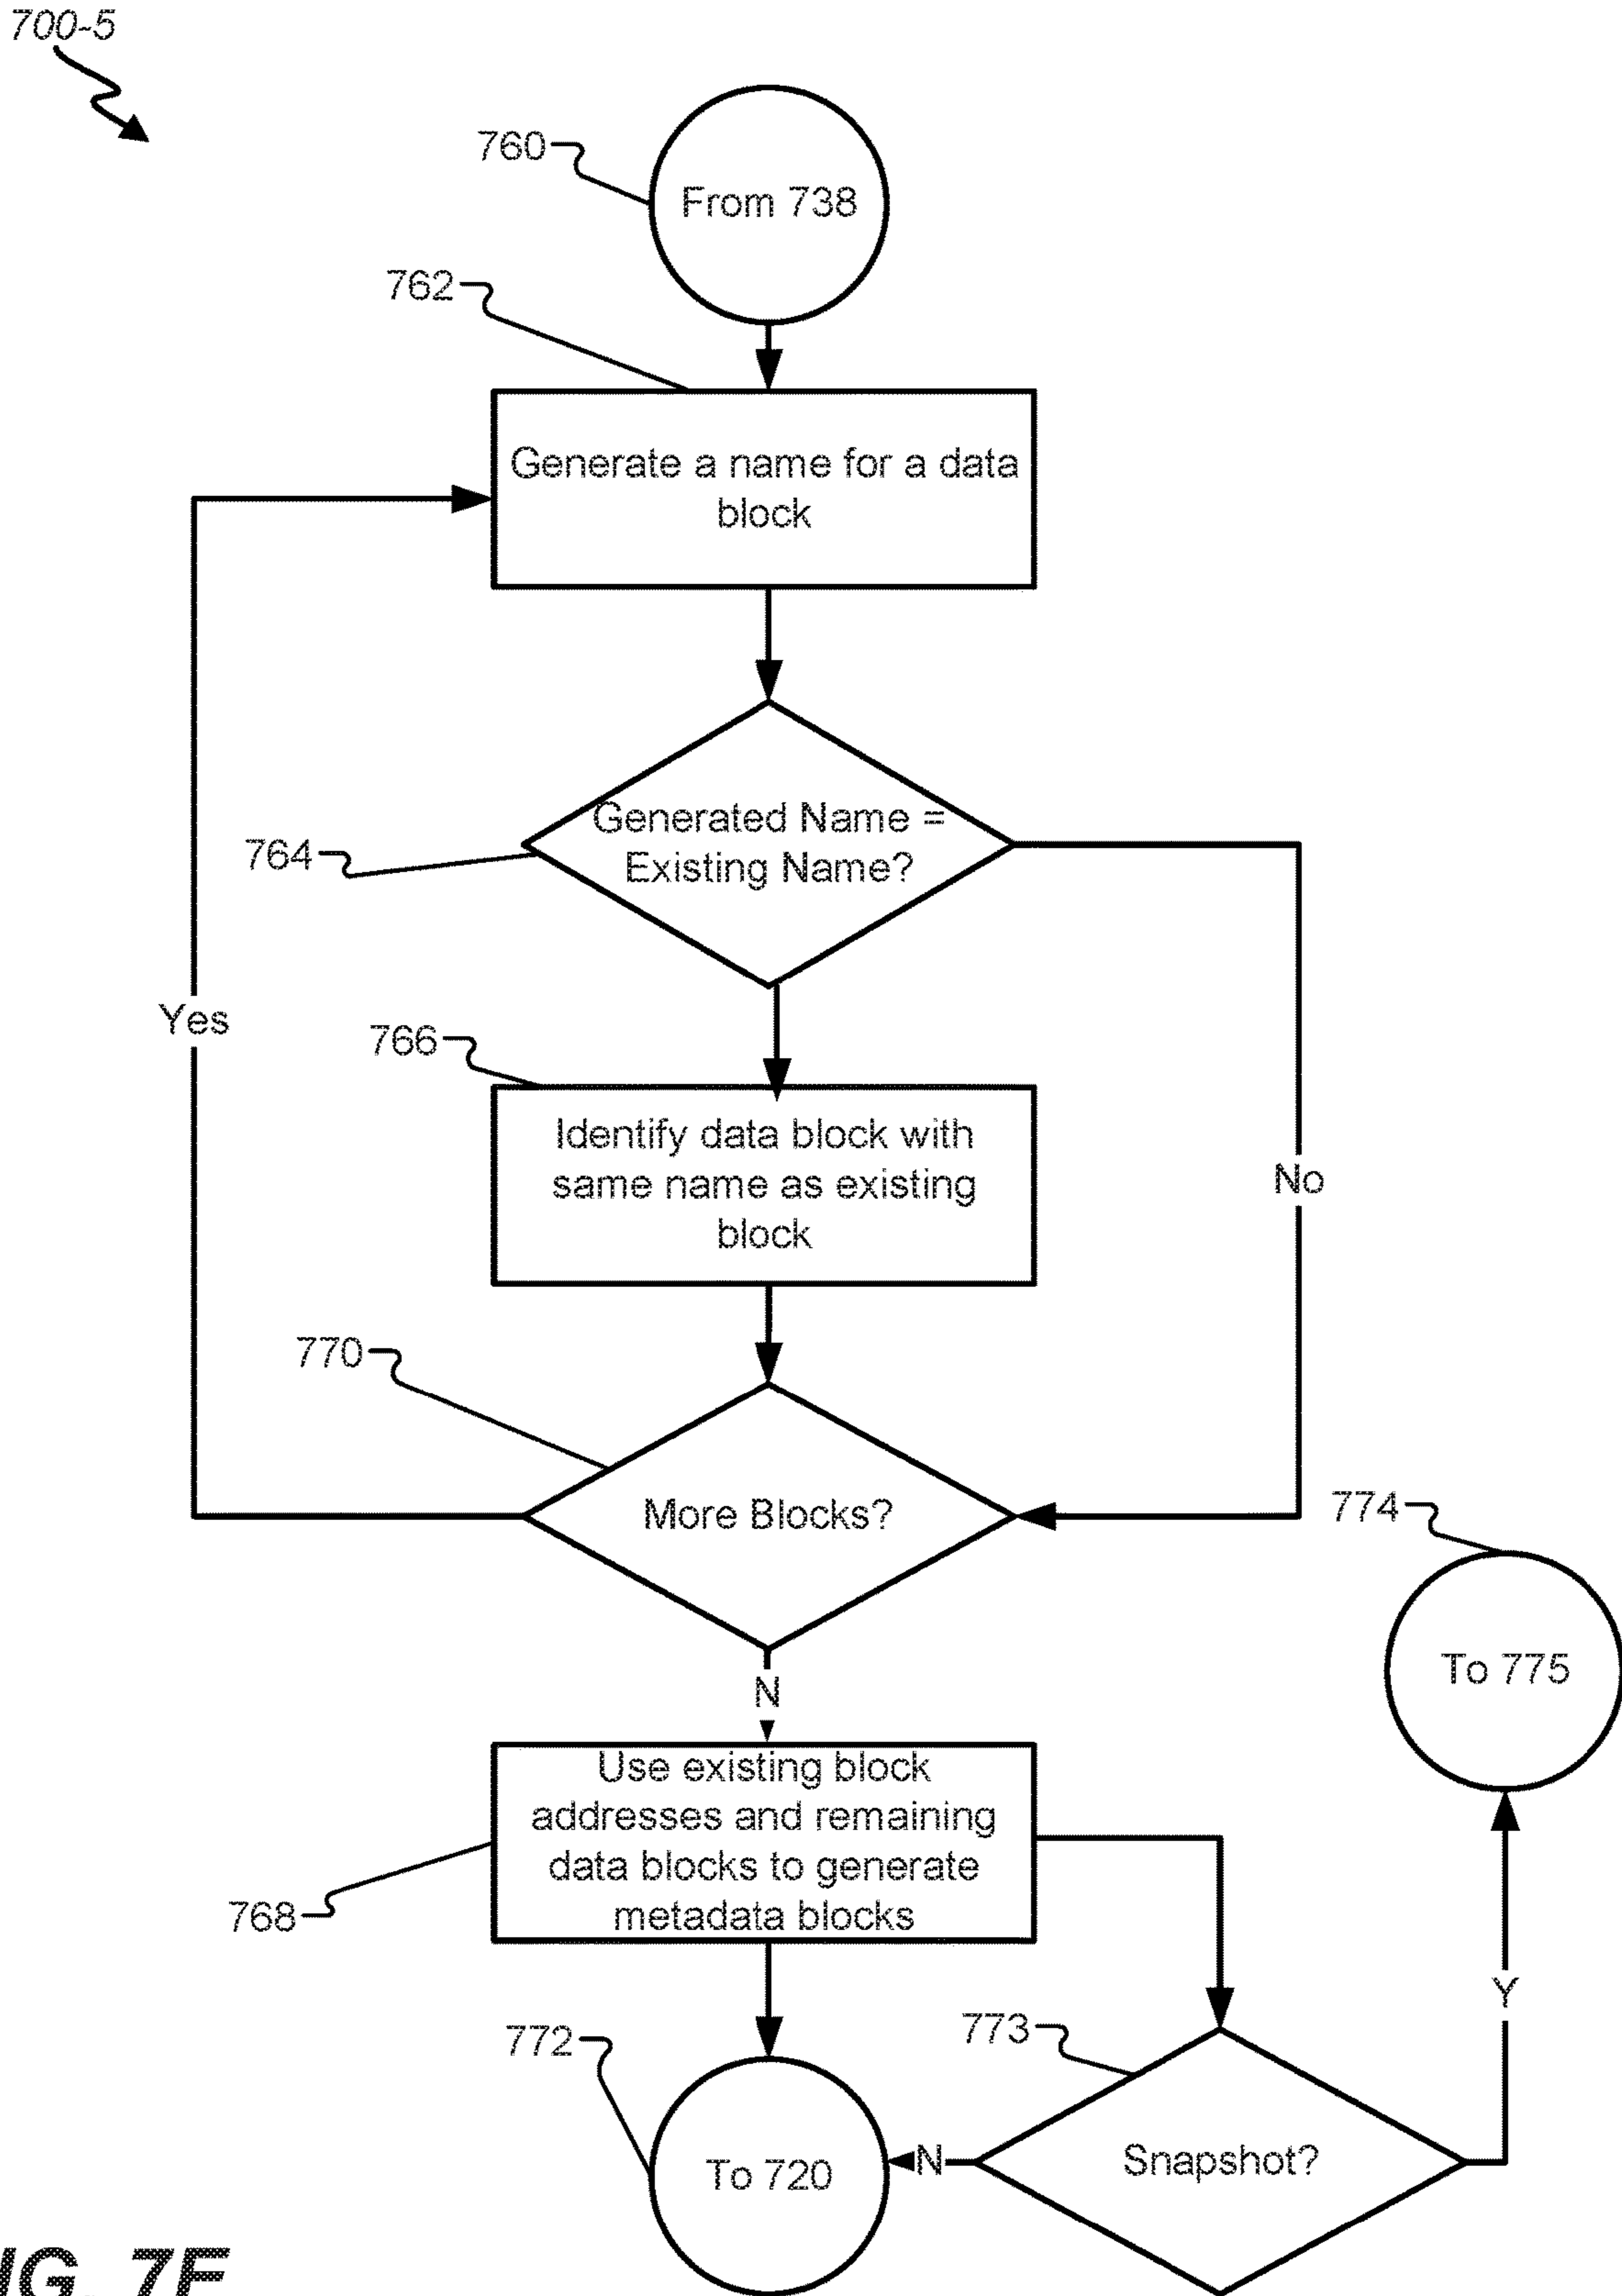 700-5
760
From 738
762
Generate a name for a data
block
764
Generated Name =
Existing Name?
Yes
766
Identify data block with
same name as existing
block
No
770
More Blocks?
774
To 775
N
Use existing block
addresses and remaining
data blocks to generate
metadata blocks
768
Y
772
773
To 720
N
Snapshot?